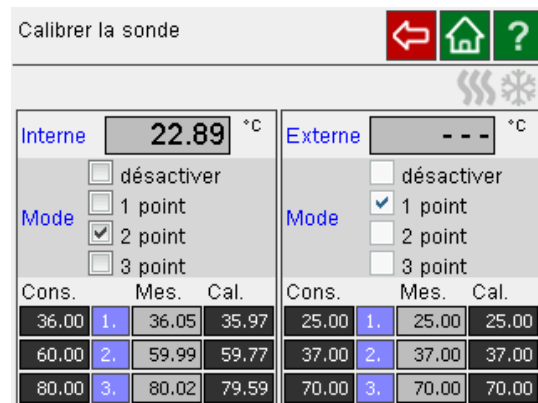 Calibrer la sonde ?
Interne 22.89 °C Externe --- °C
Mode
désactiver
1 point
2 point
3 point
Mode
désactiver
1 point
2 point
3 point
Cons. Mes. Cal. Cons. Mes. Cal.
36.00 1. 36.05 35.97 25.00 1. 25.00 25.00
60.00 2. 59.99 59.77 37.00 2. 37.00 37.00
80.00 3. 80.02 79.59 70.00 3. 70.00 70.00